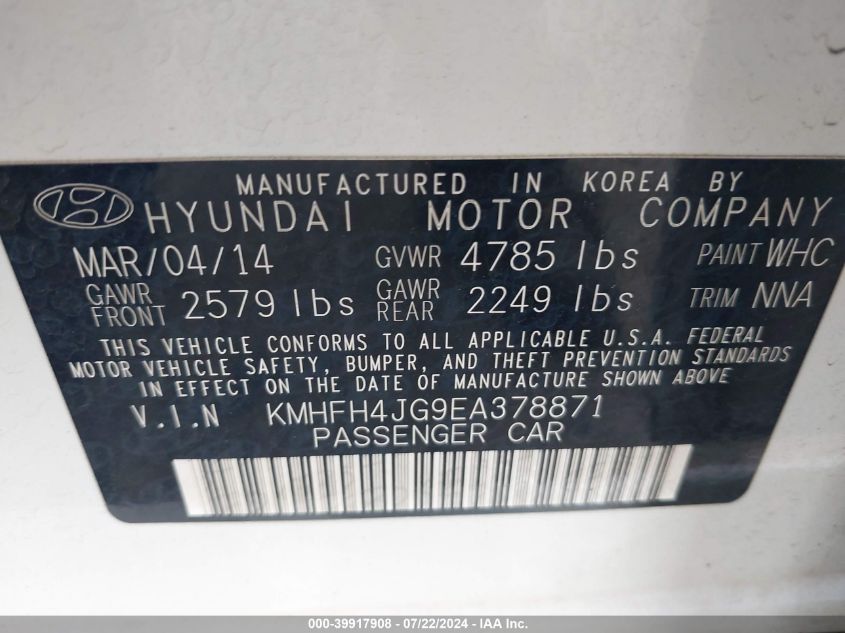 MANUFACTURED IN KOREA BY
HYUNDAI MOTOR COMPANY
MAR/04/14 GVWR 4785 lbs PAINT WHC
GAWR FRONT 2579 lbs GAWR REAR 2249 lbs TRIM NNA
THIS VEHICLE CONFORMS TO ALL APPLICABLE U.S.A. FEDERAL
MOTOR VEHICLE SAFETY, BUMPER, AND THEFT PREVENTION STANDARDS
IN EFFECT ON THE DATE OF MANUFACTURE SHOWN ABOVE
V.I.N KMHFH4JG9EA378871
PASSENGER CAR
000-39917908 - 07/22/2024 - IAA Inc.